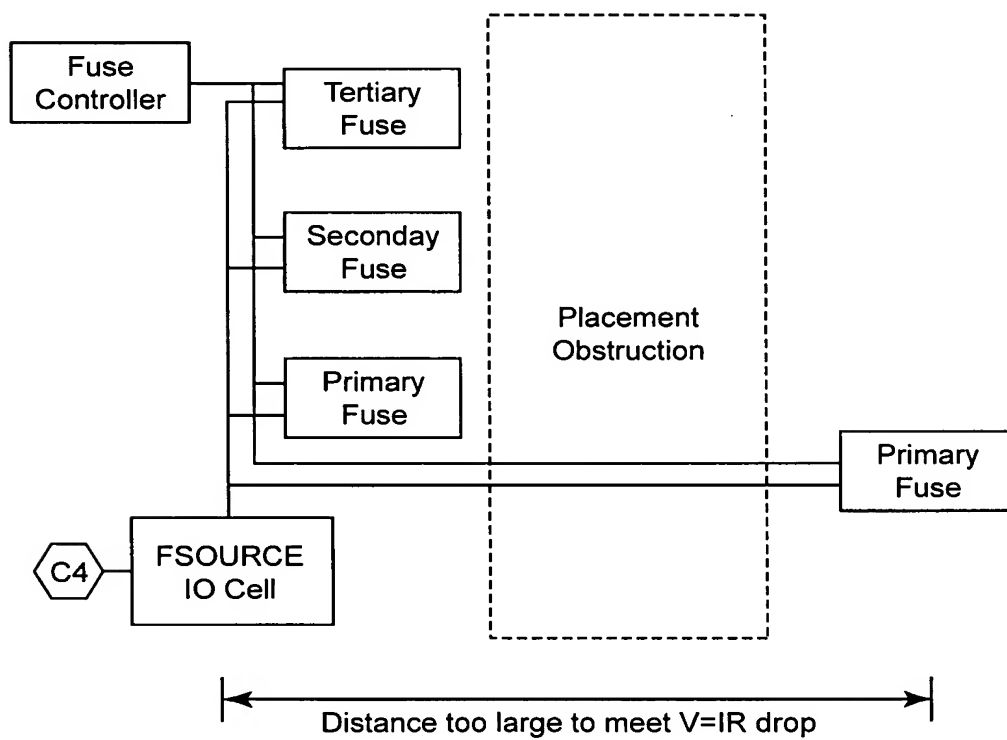 Fuse
Controller
Tertiary
Fuse
Seconday
Fuse
Placement
Obstruction
Primary
Fuse
Primary
Fuse
C4
FSOURCE
IO Cell
Distance too large to meet V=IR drop